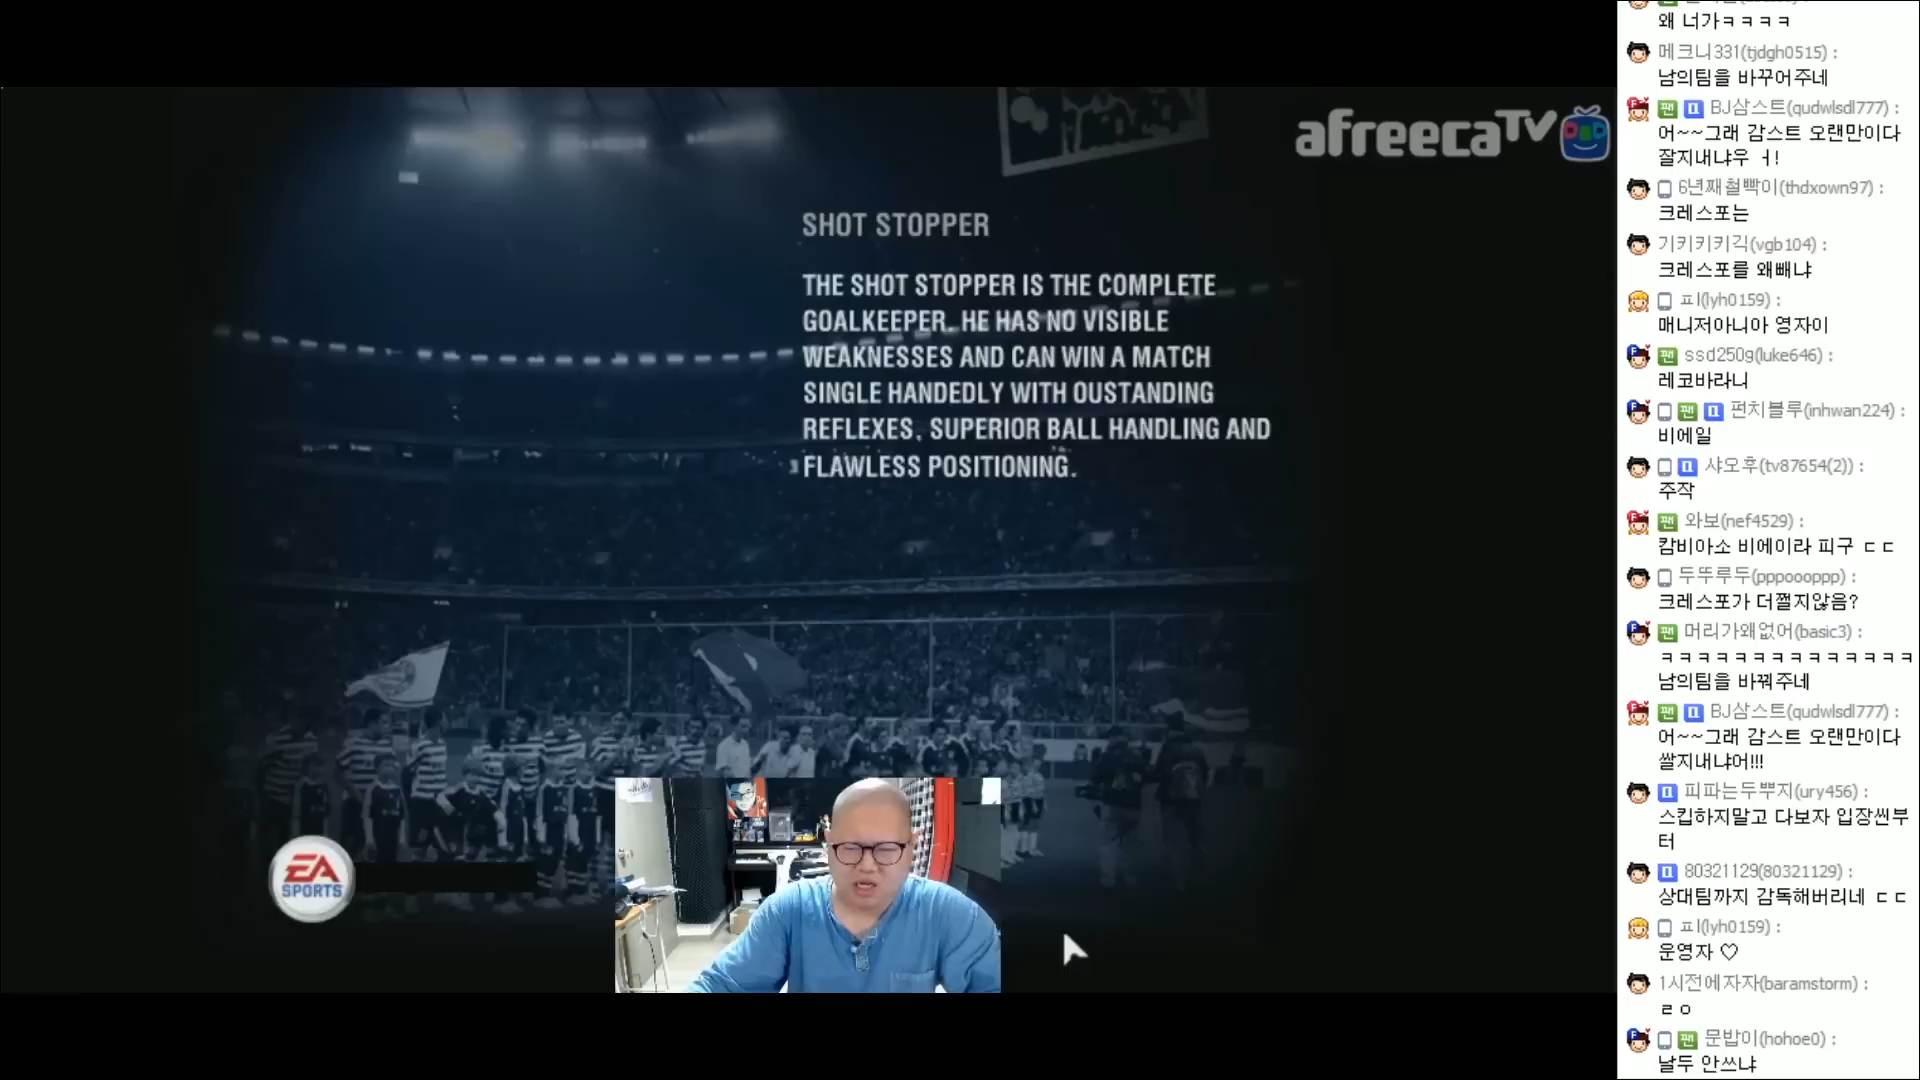 afreecaTV
SHOT STOPPER
THE SHOT STOPPER IS THE COMPLETE
GOALKEEPER. HE HAS NO VISIBLE
WEAKNESSES AND CAN WIN A MATCH
SINGLE HANDEDLY WITH OUSTANDING
REFLEXES, SUPERIOR BALL HANDLING AND
FLAWLESS POSITIONING.
EA
SPORTS
왜 너가ㅋㅋㅋㅋ
메크니331(tjdgh0515) :
남의팀을 바꾸어주네
팬 BJ삼스트(qudwlsdl777) :
어~~그래 감스트 오랜만이다
잘지내냐우 ㅓ!
6년째철빡이(thdxown97) :
크레스포는
기키키키긱(vgb104) :
크레스포를 왜빼냐
ㅍl(lyh0159) :
매니저아니아 영자이
팬 ssd250g(luke646) :
레코바라니
팬 펀치블루(inhwan224) :
비에일
샤오후(tv87654(2)) :
주작
팬 와보(nef4529) :
캄비아소 비에이라 피구 ㄷㄷ
두뚜루두(pppoooppp) :
크레스포가 더쩔지않음?
팬 머리가왜없어(basic3) :
ㅋㅋㅋㅋㅋㅋㅋㅋㅋㅋㅋㅋㅋㅋ
남의팀을 바꿔주네
팬 BJ삼스트(qudwlsdl777) :
어~~그래 감스트 오랜만이다
쌀지내냐어!!!
피파는두뿌지(ury456) :
스킵하지말고 다보자 입장씬부
터
80321129(80321129) :
상대팀까지 감독해버리네 ㄷㄷ
ㅍl(lyh0159) :
운영자 ♡
1시전에자자(baramstorm) :
ㄹㅇ
팬 문밥이(hohoe0) :
날두 안쓰냐